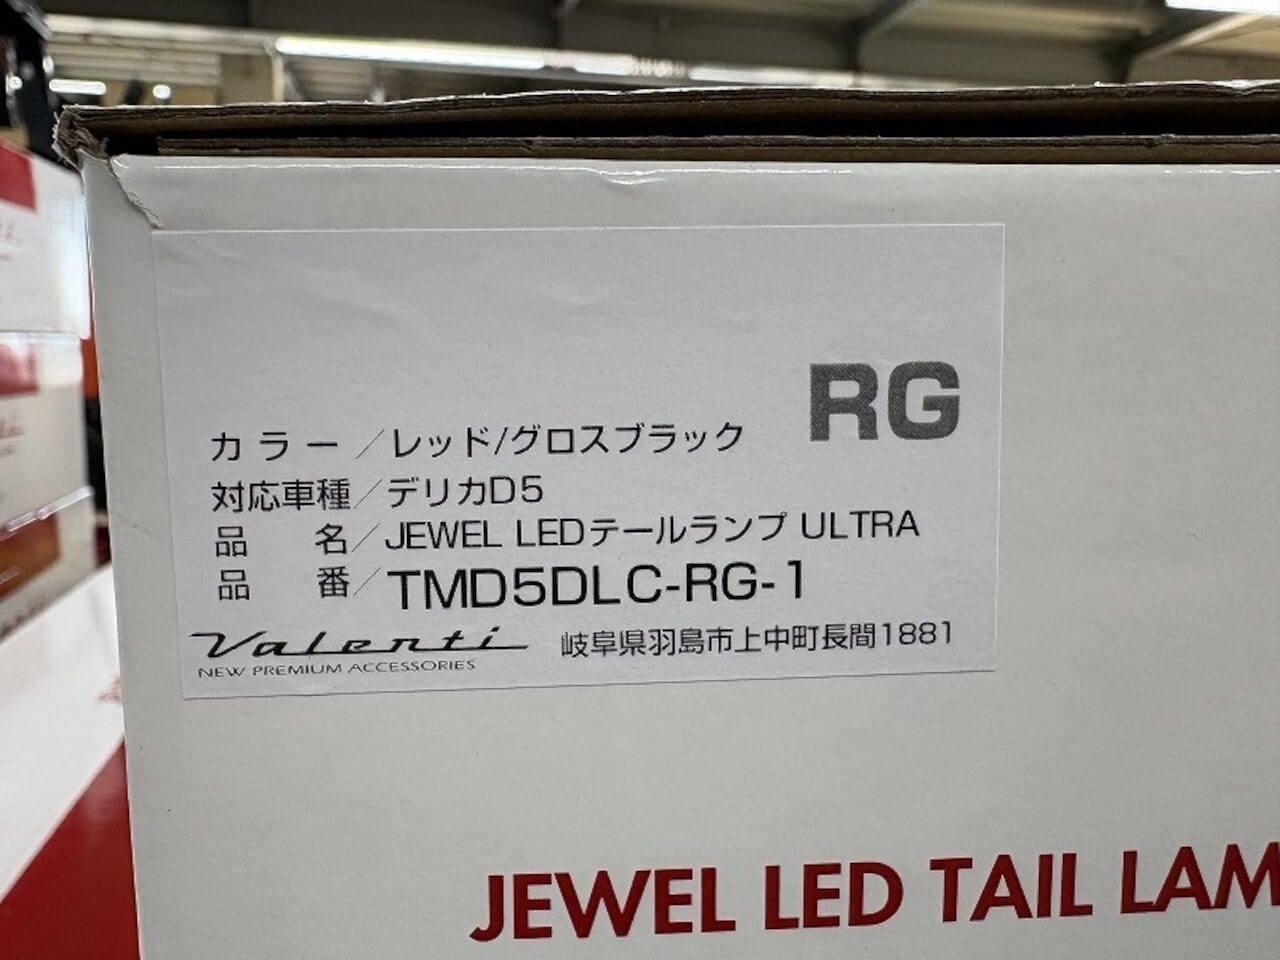 RG
カラー／レッド/グロスブラック
対応車種／デリカD5
品　　名／JEWEL LEDテールランプ ULTRA
品　　番／TMD5DLC-RG-1
Valenti 岐阜県羽島市上中町長間1881
NEW PREMIUM ACCESSORIES
JEWEL LED TAIL LAM